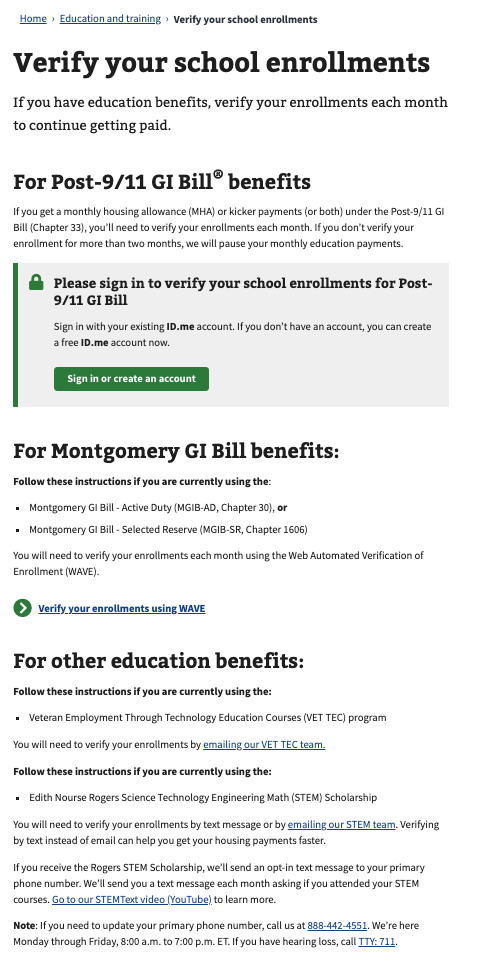 Home › Education and training › Verify your school enrollments
Verify your school enrollments
If you have education benefits, verify your enrollments each month
to continue getting paid.
For Post-9/11 GI Bill® benefits
If you get a monthly housing allowance (MHA) or kicker payments (or both) under the Post-9/11 GI
Bill (Chapter 33), you'll need to verify your enrollments each month. If you don't verify your
enrollment for more than two months, we will pause your monthly education payments.
Please sign in to verify your school enrollments for Post-
9/11 GI Bill
Sign in with your existing ID.me account. If you don't have an account, you can create
a free ID.me account now.
Sign in or create an account
For Montgomery GI Bill benefits:
Follow these instructions if you are currently using the:
▪ Montgomery GI Bill - Active Duty (MGIB-AD, Chapter 30), or
▪ Montgomery GI Bill - Selected Reserve (MGIB-SR, Chapter 1606)
You will need to verify your enrollments each month using the Web Automated Verification of
Enrollment (WAVE).
Verify your enrollments using WAVE
For other education benefits:
Follow these instructions if you are currently using the:
▪ Veteran Employment Through Technology Education Courses (VET TEC) program
You will need to verify your enrollments by emailing our VET TEC team.
Follow these instructions if you are currently using the:
▪ Edith Nourse Rogers Science Technology Engineering Math (STEM) Scholarship
You will need to verify your enrollments by text message or by emailing our STEM team. Verifying
by text instead of email can help you get your housing payments faster.
If you receive the Rogers STEM Scholarship, we'll send an opt-in text message to your primary
phone number. We'll send you a text message each month asking if you attended your STEM
courses. Go to our STEMText video (YouTube) to learn more.
Note: If you need to update your primary phone number, call us at 888-442-4551. We're here
Monday through Friday, 8:00 a.m. to 7:00 p.m. ET. If you have hearing loss, call TTY: 711.